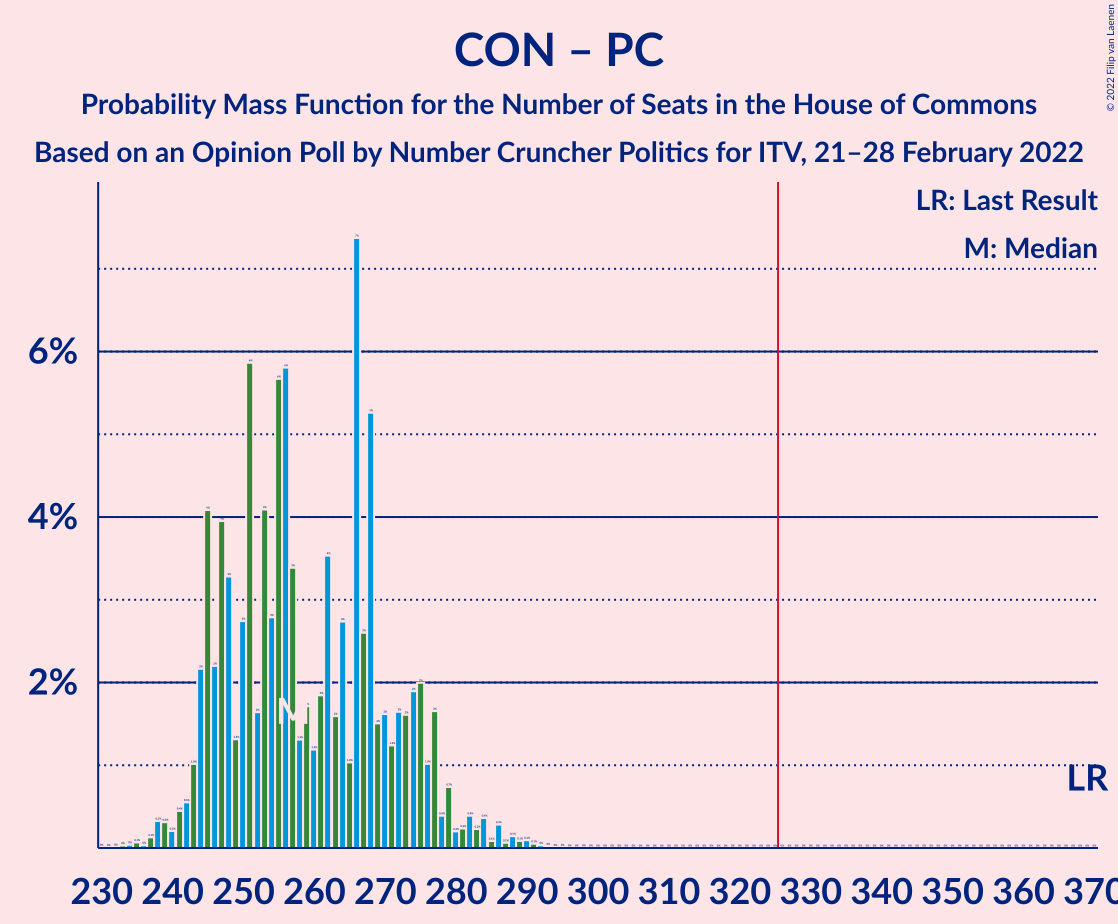 CON – PC
Probability Mass Function for the Number of Seats in the House of Commons
Based on an Opinion Poll by Number Cruncher Politics for ITV, 21–28 February 2022
© 2022 Filip van Laenen
LR: Last Result
M: Median
6%
4%
2%
M
LR
230 240 250 260 270 280 290 300 310 320 330 340 350 360 370